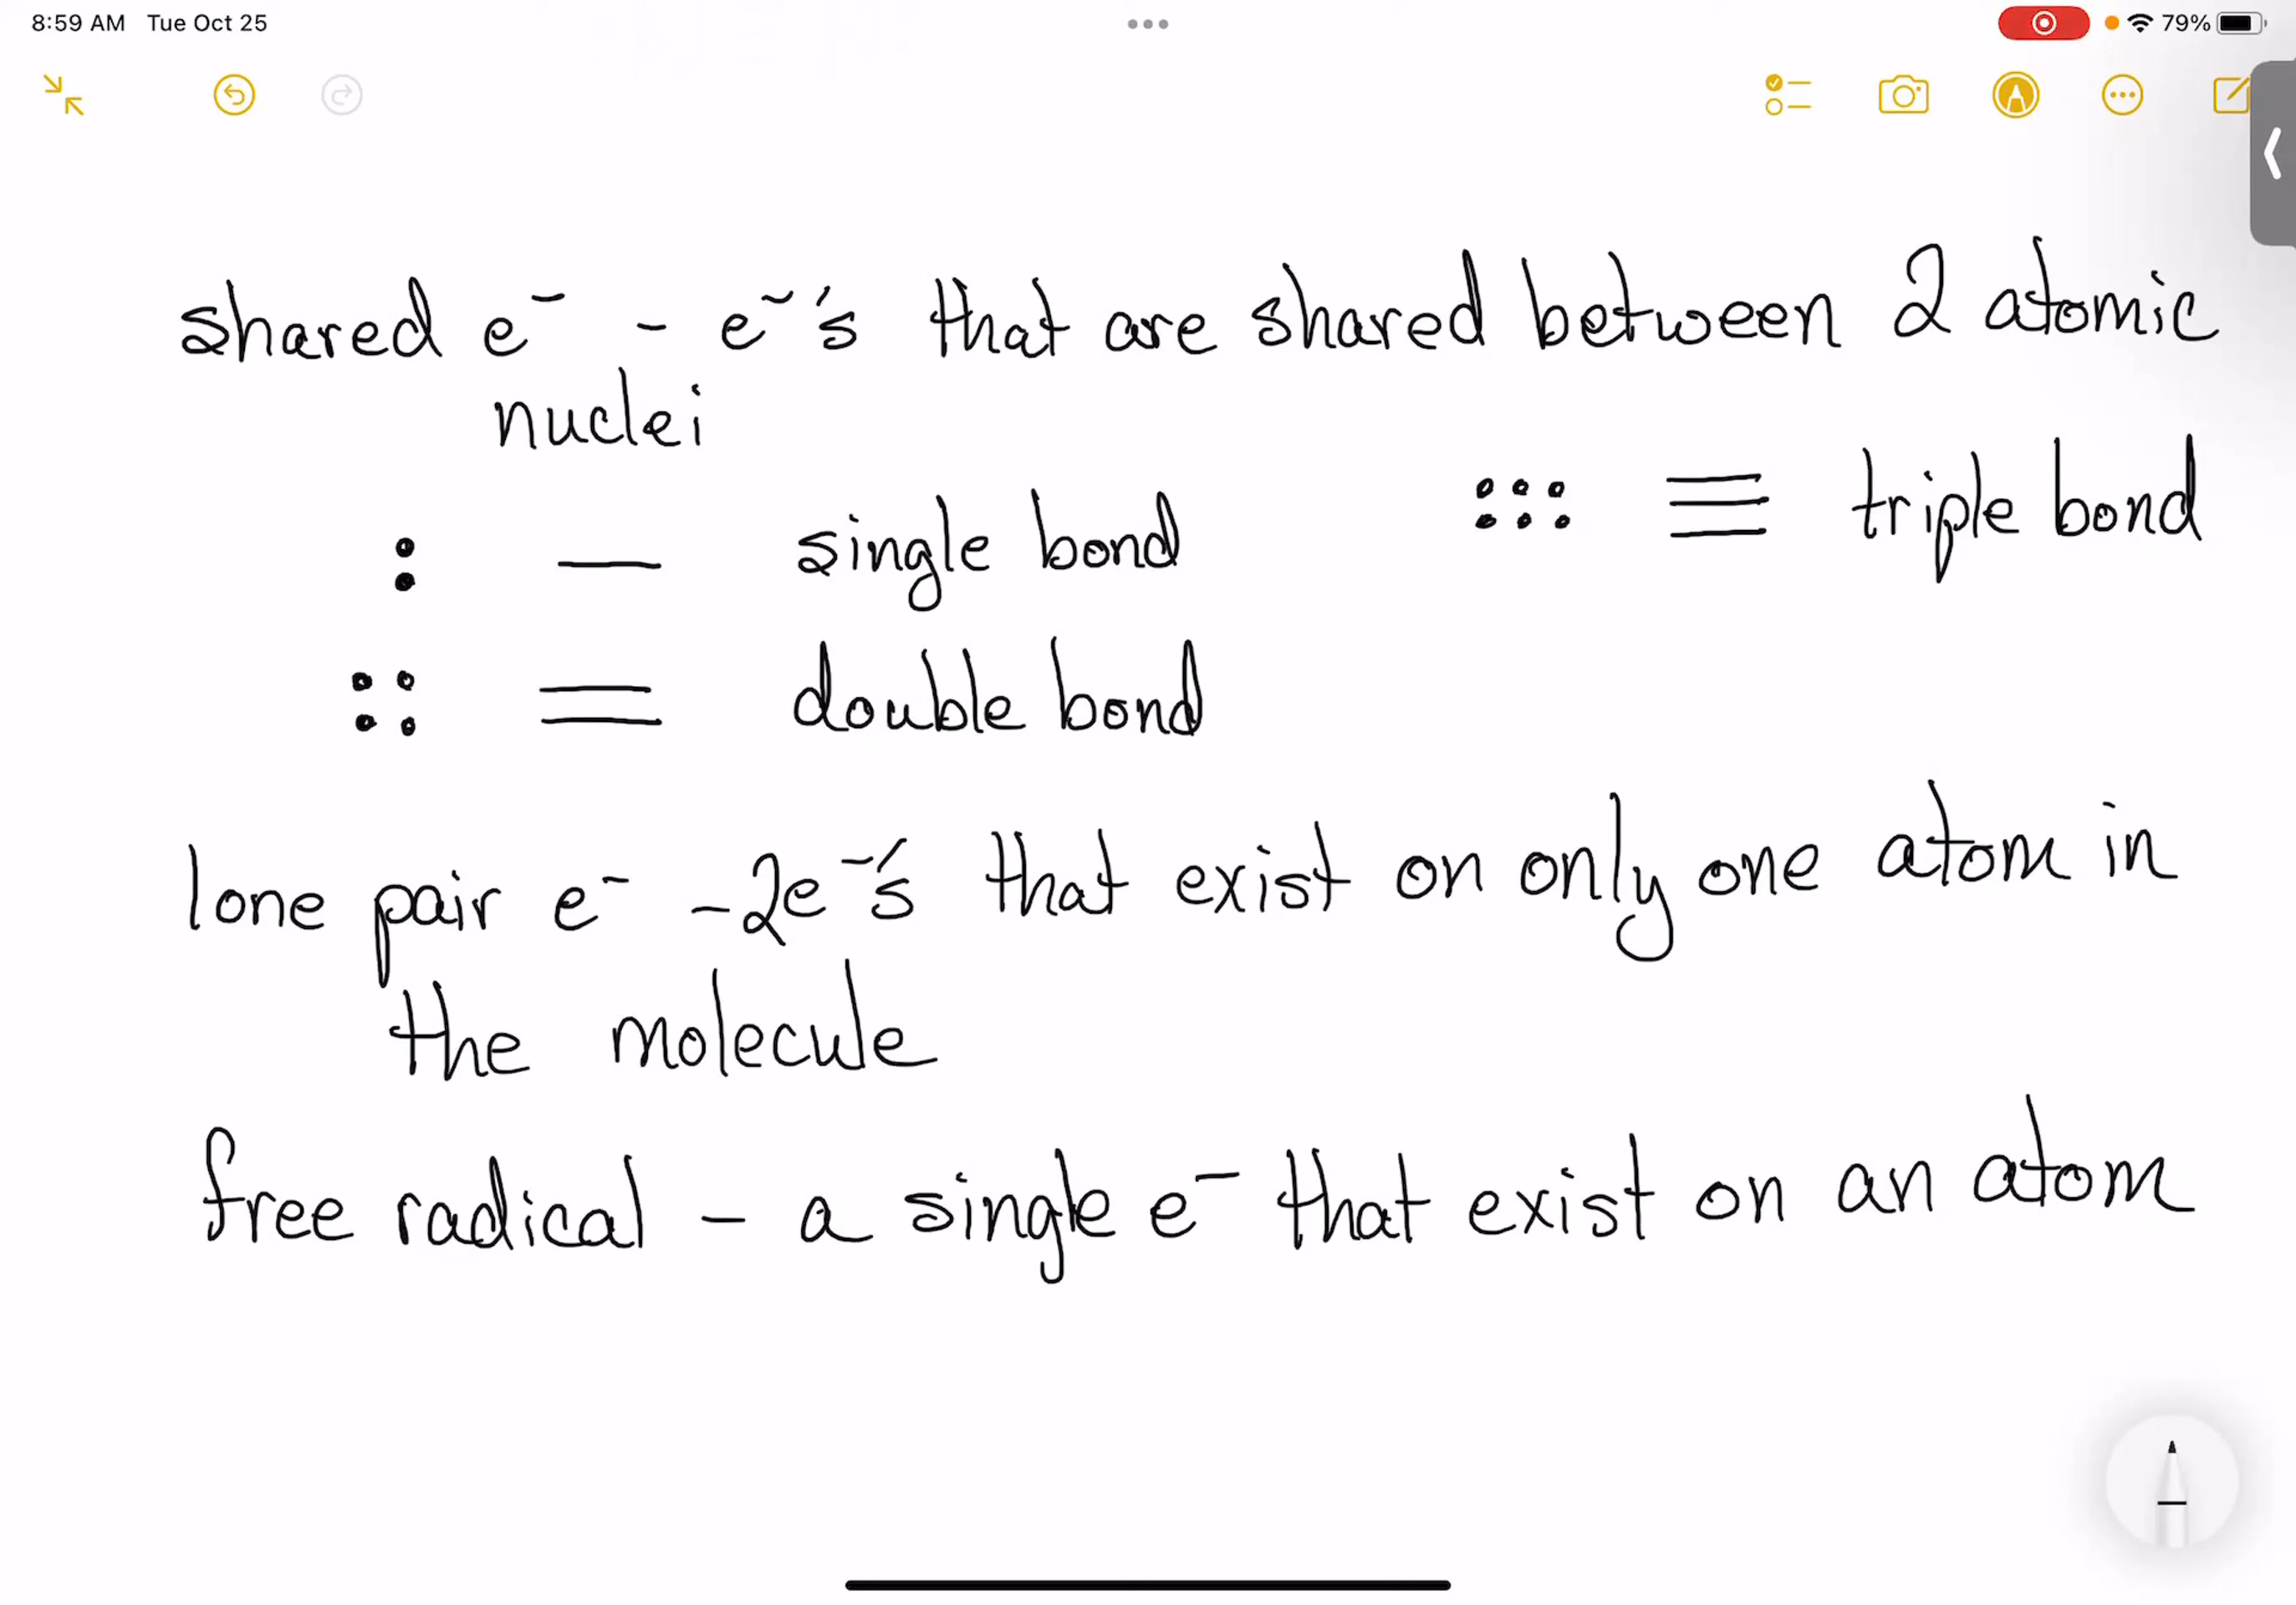 8:59 AM Tue Oct 25 79%
shared e⁻ - e⁻'s that are shared between 2 atomic
nuclei
: — single bond
:: = double bond
::: ≡ triple bond
lone pair e⁻ - 2e⁻'s that exist on only one atom in
the molecule
free radical - a single e⁻ that exist on an atom